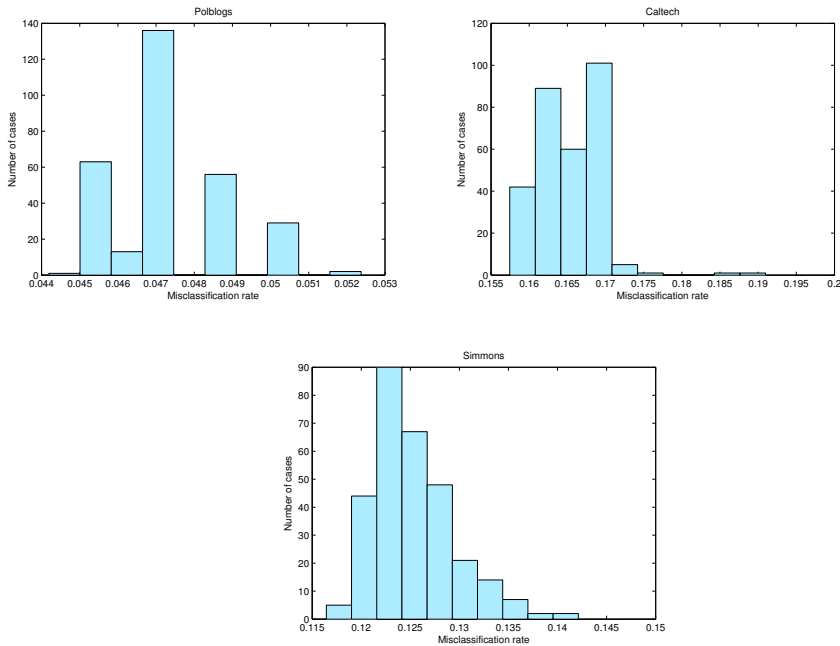 Polblogs
Number of cases
140
120
100
80
60
40
20
0
0.044 0.045 0.046 0.047 0.048 0.049 0.05 0.051 0.052 0.053
Misclassification rate
Caltech
Number of cases
120
100
80
60
40
20
0
0.155 0.16 0.165 0.17 0.175 0.18 0.185 0.19 0.195 0.2
Misclassification rate
Simmons
Number of cases
90
80
70
60
50
40
30
20
10
0
0.115 0.12 0.125 0.13 0.135 0.14 0.145 0.15
Misclassification rate